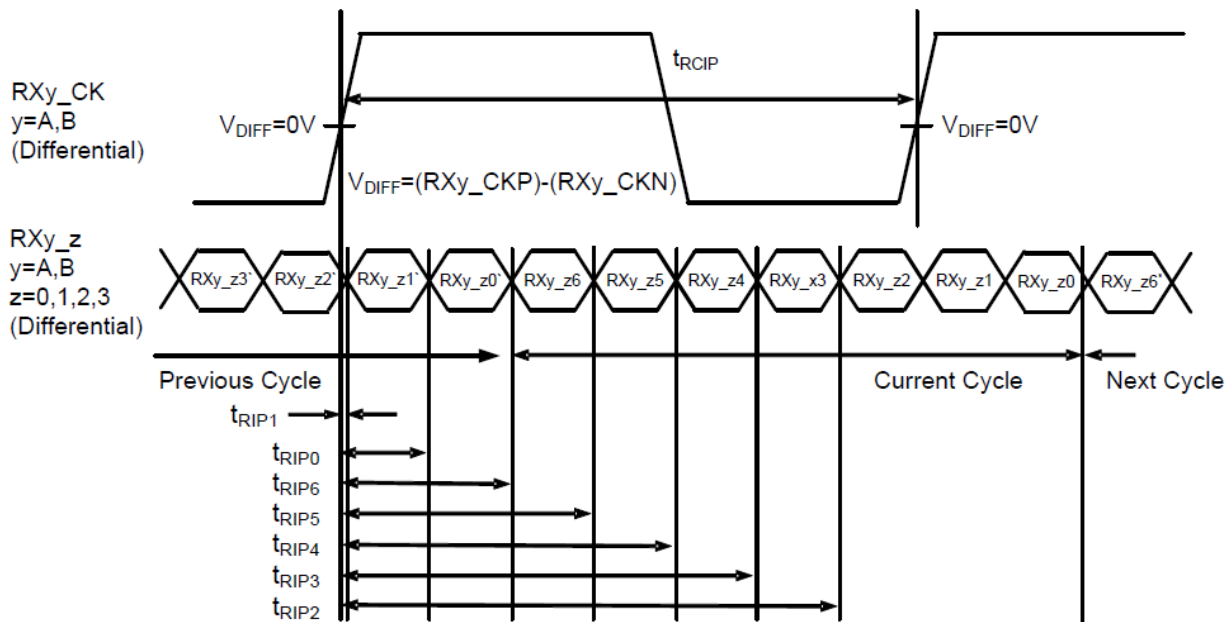 RXy_CK
y=A,B
(Differential)
tRCIP
VDIFF=0V
VDIFF=0V
VDIFF=(RXy_CKP)-(RXy_CKN)
RXy_z
y=A,B
z=0,1,2,3
(Differential)
RXy_z3` RXy_z2` RXy_z1` RXy_z0` RXy_z6 RXy_z5 RXy_z4 RXy_x3 RXy_z2 RXy_z1 RXy_z0 RXy_z6``
Previous Cycle
Current Cycle
Next Cycle
tRIP1
tRIP0
tRIP6
tRIP5
tRIP4
tRIP3
tRIP2